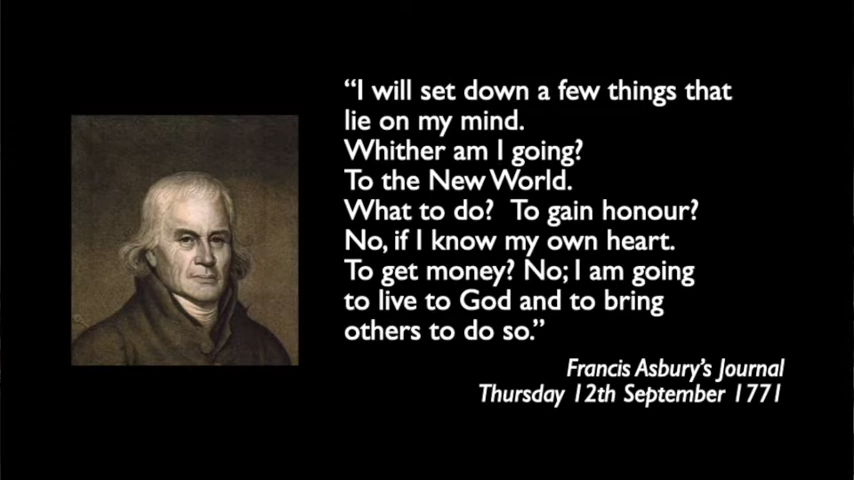 “I will set down a few things that
lie on my mind.
Whither am I going?
To the New World.
What to do?  To gain honour?
No, if I know my own heart.
To get money? No; I am going
to live to God and to bring
others to do so.”
Francis Asbury’s Journal
Thursday 12th September 1771